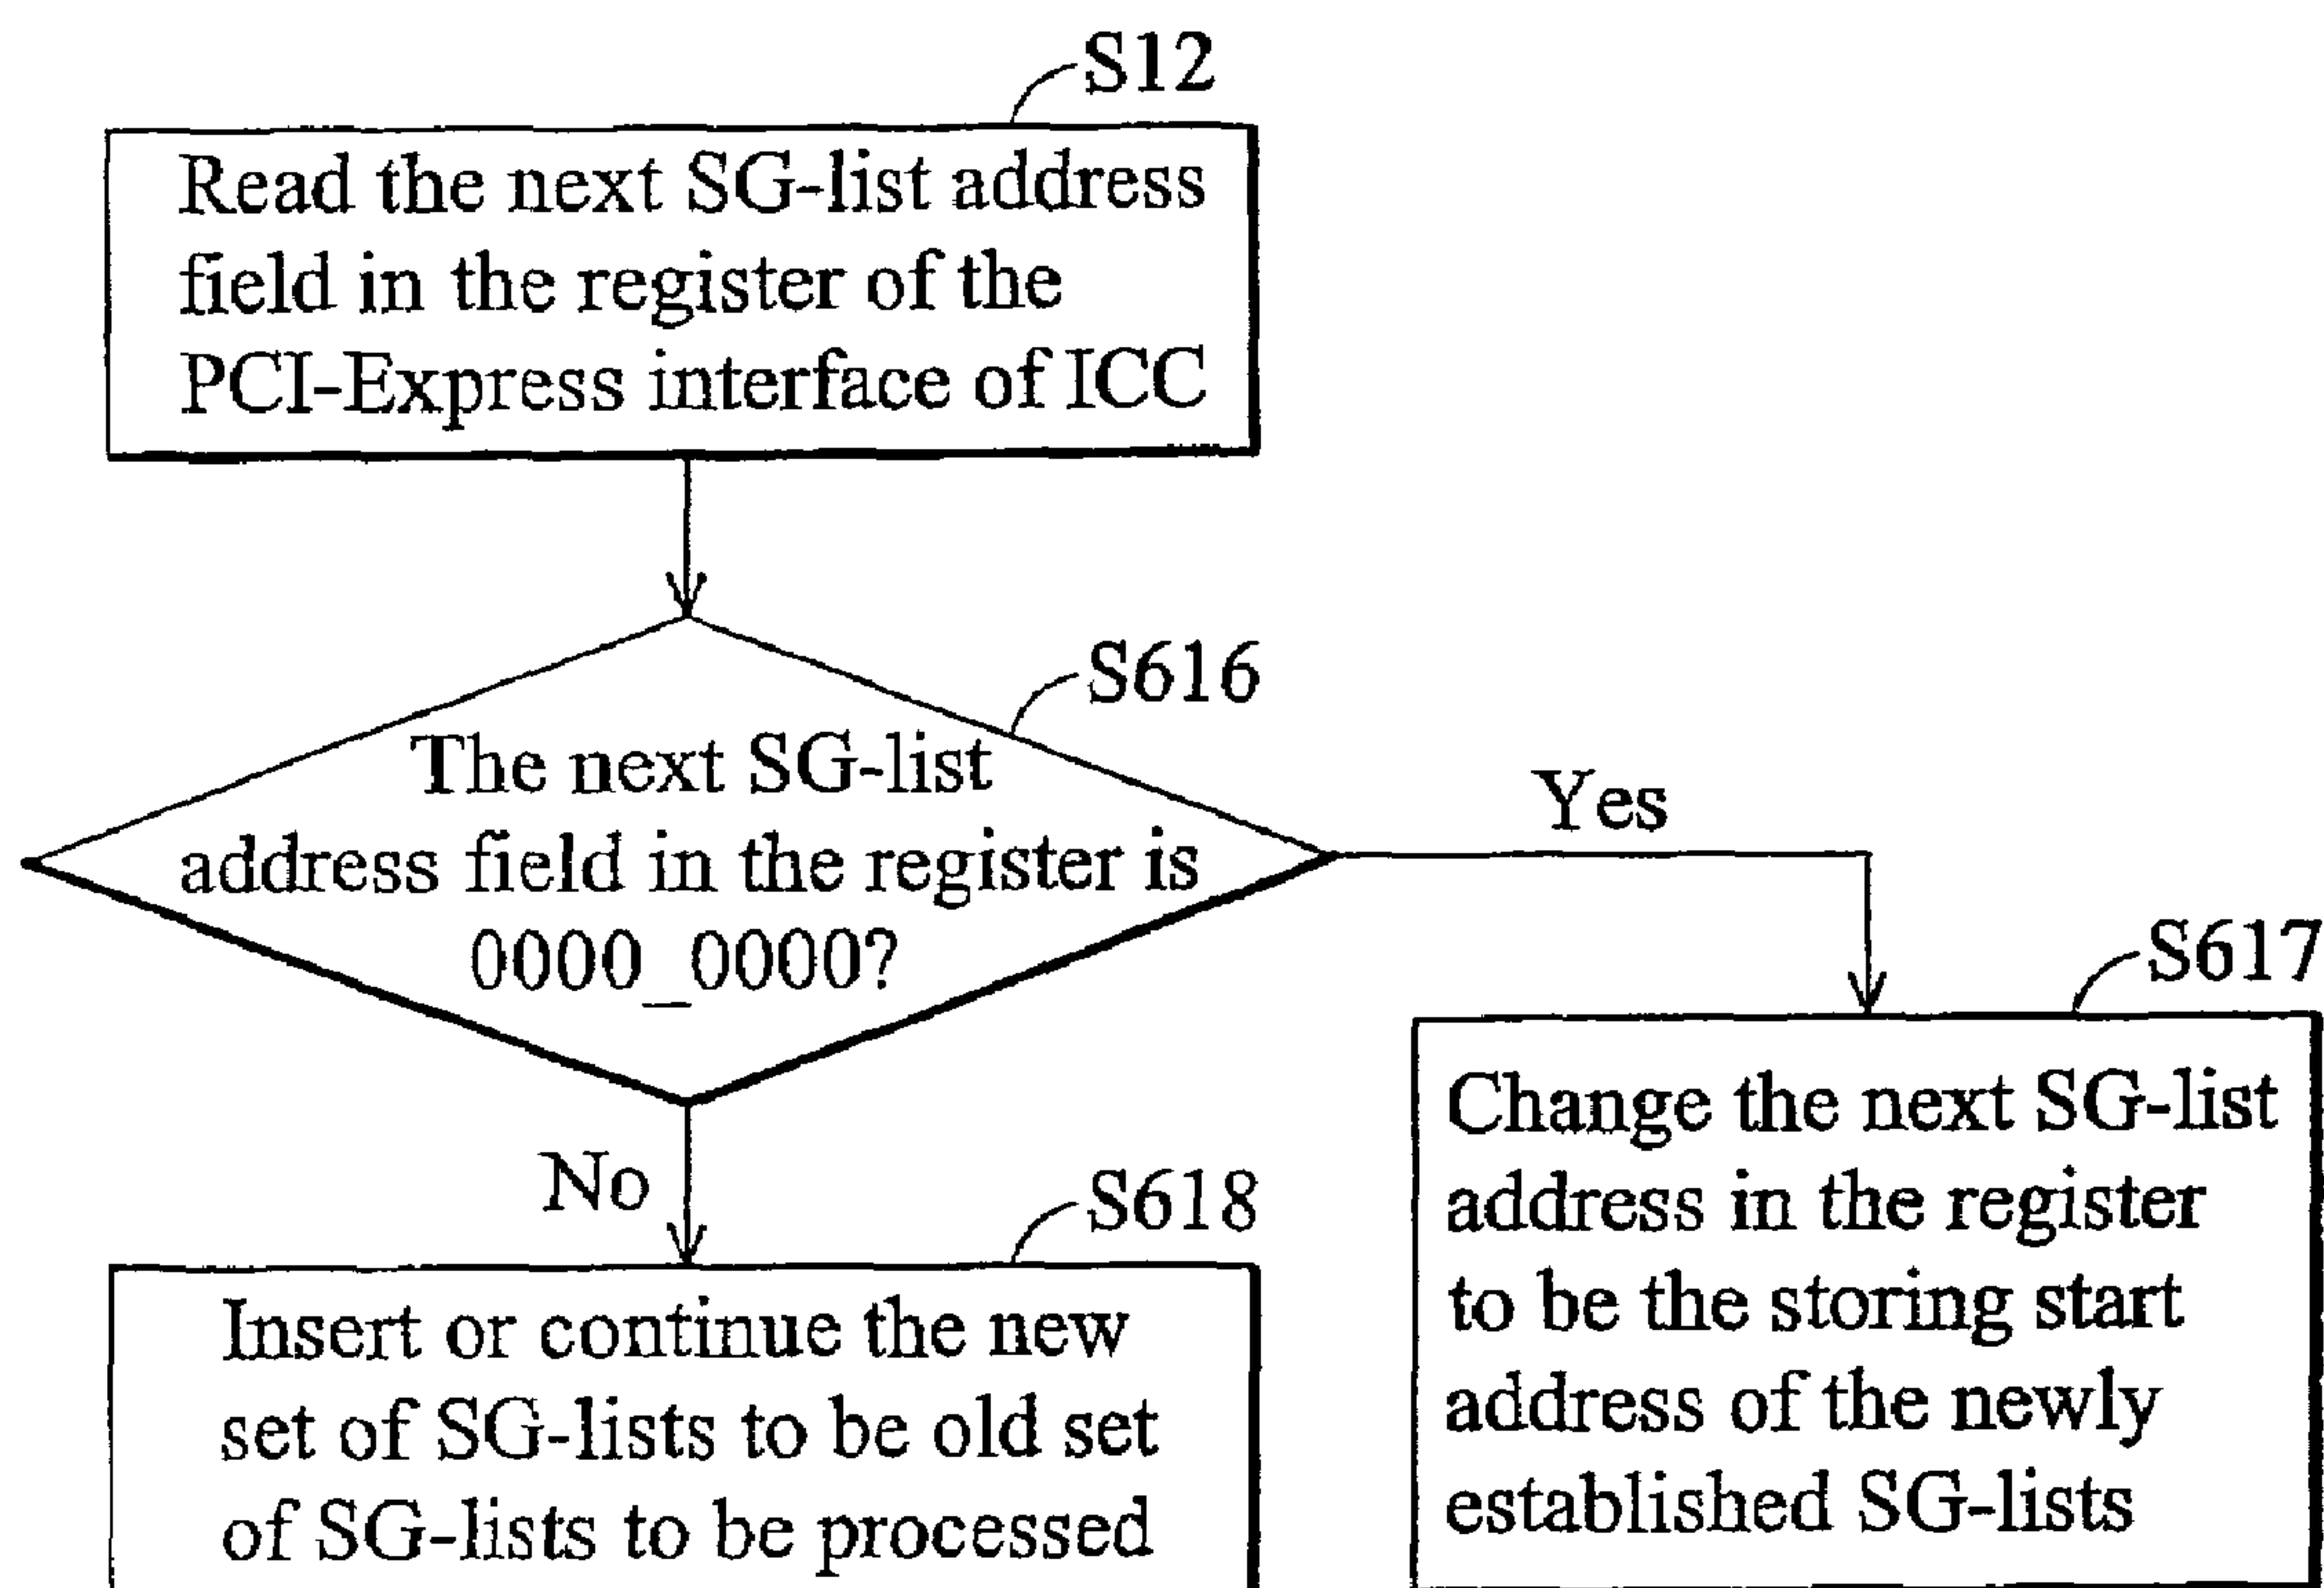 S12
Read the next SG-list address
field in the register of the
PCI-Express interface of ICC
S616
The next SG-list
address field in the register is
0000_0000?
Yes
No
S617
Change the next SG-list
address in the register
to be the storing start
address of the newly
established SG-lists
S618
Insert or continue the new
set of SG-lists to be old set
of SG-lists to be processed